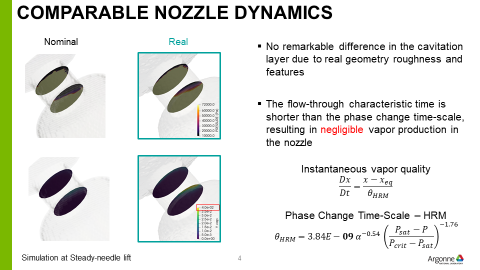 COMPARABLE NOZZLE DYNAMICS
Nominal
Real
▪ No remarkable difference in the cavitation
layer due to real geometry roughness and
features
▪ The flow-through characteristic time is
shorter than the phase change time-scale,
resulting in negligible vapor production in
the nozzle
Instantaneous vapor quality
Dx/Dt = (x − x_eq)/θ_HRM
Phase Change Time-Scale – HRM
θ_HRM = 3.84E − 09 α^−0.54 ((P_sat − P)/(P_crit − P_sat))^−1.76
Simulation at Steady-needle lift
4
Argonne